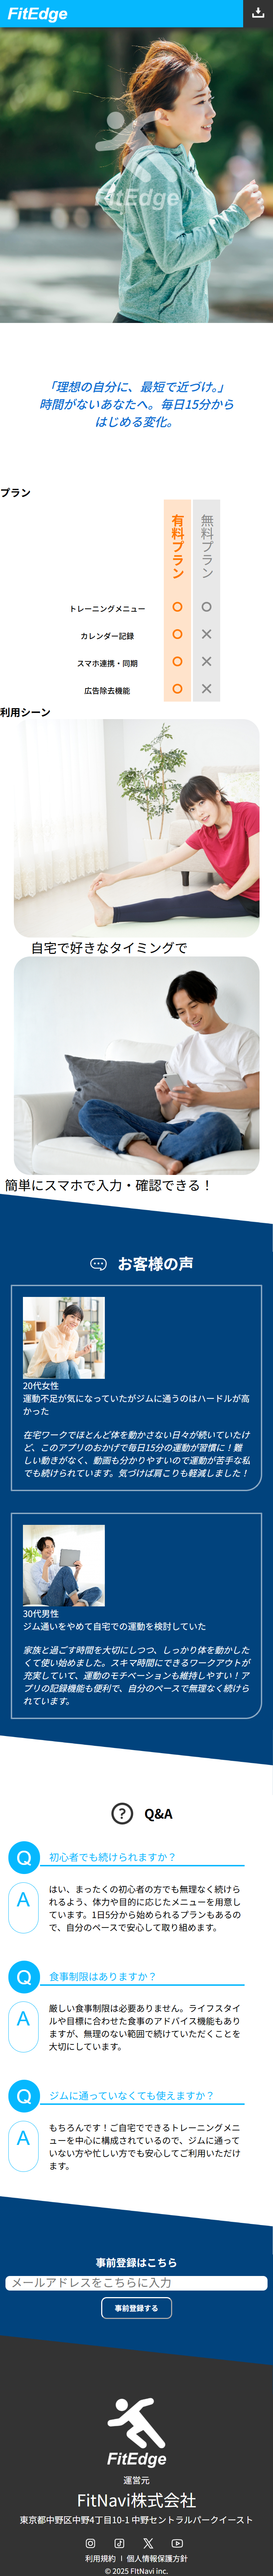 FitEdge
FitEdge
「理想の自分に、最短で近づけ。」
時間がないあなたへ。毎日15分から
はじめる変化。
プラン
有料プラン
無料プラン
トレーニングメニュー ○ ○
カレンダー記録 ○ ×
スマホ連携・同期 ○ ×
広告除去機能 ○ ×
利用シーン
自宅で好きなタイミングで
簡単にスマホで入力・確認できる！
お客様の声
20代女性
運動不足が気になっていたがジムに通うのはハードルが高
かった
在宅ワークでほとんど体を動かさない日々が続いていたけ
ど、このアプリのおかげで毎日15分の運動が習慣に！難
しい動きがなく、動画も分かりやすいので運動が苦手な私
でも続けられています。気づけば肩こりも軽減しました！
30代男性
ジム通いをやめて自宅での運動を検討していた
家族と過ごす時間を大切にしつつ、しっかり体を動かした
くて使い始めました。スキマ時間にできるワークアウトが
充実していて、運動のモチベーションも維持しやすい！ア
プリの記録機能も便利で、自分のペースで無理なく続けら
れています。
? Q&A
Q 初心者でも続けられますか？
A はい、まったくの初心者の方でも無理なく続けら
れるよう、体力や目的に応じたメニューを用意し
ています。1日5分から始められるプランもあるの
で、自分のペースで安心して取り組めます。
Q 食事制限はありますか？
A 厳しい食事制限は必要ありません。ライフスタイ
ルや目標に合わせた食事のアドバイス機能もあり
ますが、無理のない範囲で続けていただくことを
大切にしています。
Q ジムに通っていなくても使えますか？
A もちろんです！ご自宅でできるトレーニングメニ
ューを中心に構成されているので、ジムに通って
いない方や忙しい方でも安心してご利用いただけ
ます。
事前登録はこちら
メールアドレスをこちらに入力
事前登録する
FitEdge
運営元
FitNavi株式会社
東京都中野区中野4丁目10-1 中野セントラルパークイースト
利用規約 | 個人情報保護方針
© 2025 FItNavi inc.